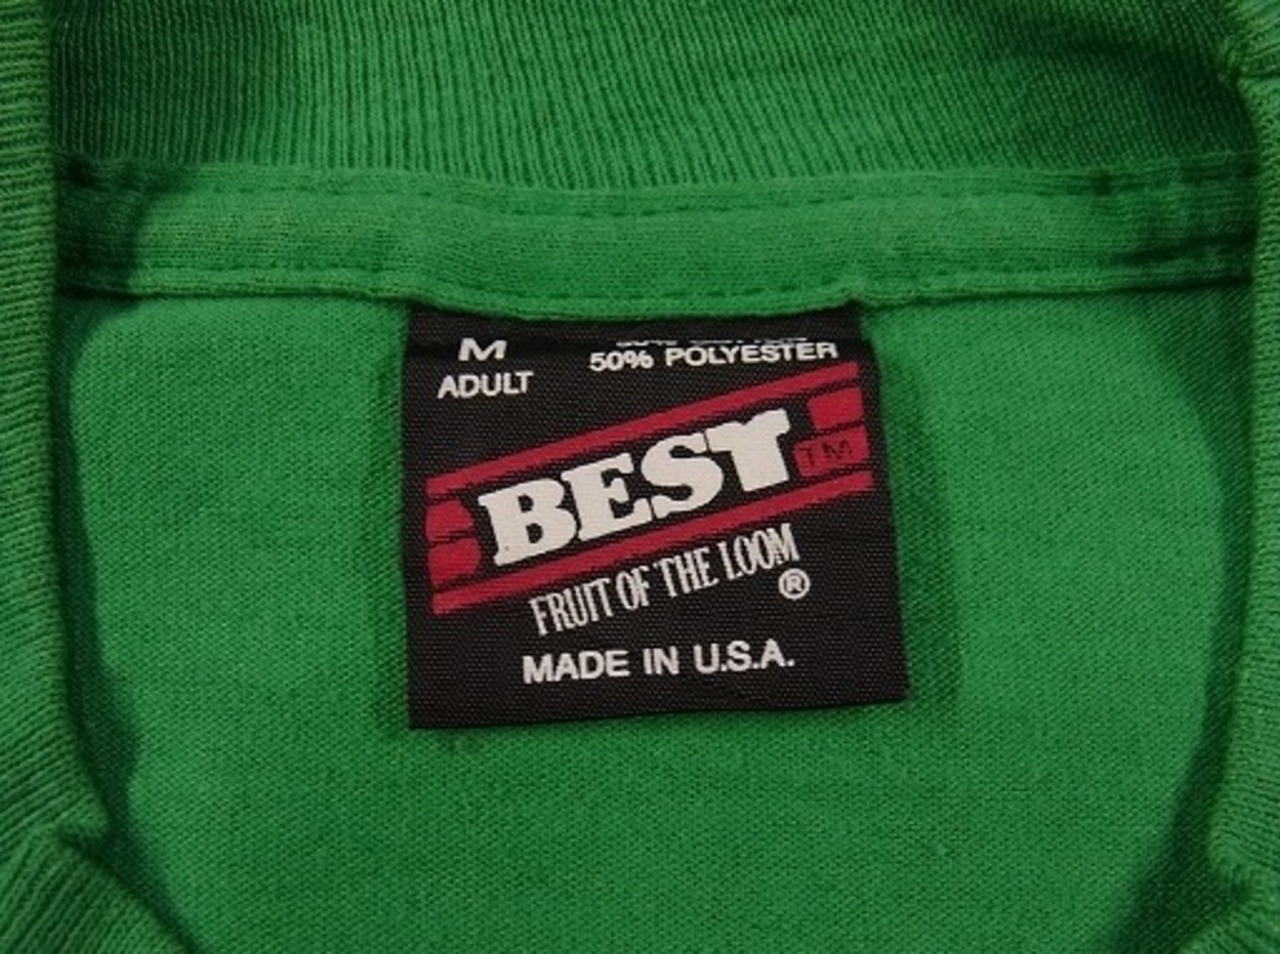 M
ADULT
50% POLYESTER
BEST
TM
FRUIT OF THE LOOM
®
MADE IN U.S.A.